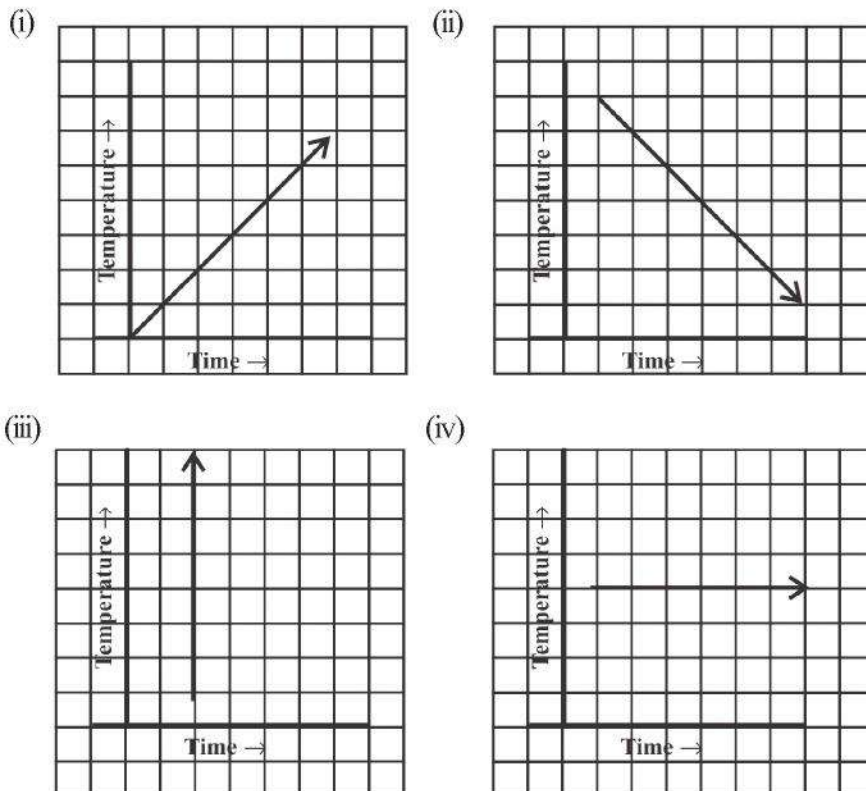 (i)
Temperature →
Time →
(ii)
Temperature →
Time →
(iii)
Temperature →
Time →
(iv)
Temperature →
Time →